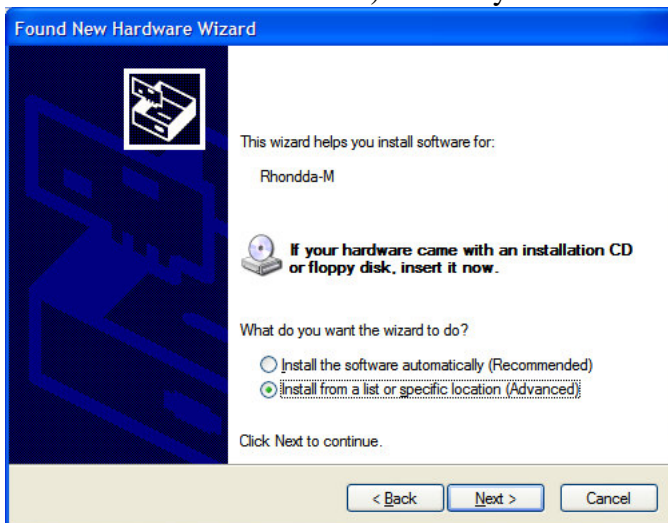 Found New Hardware Wizard
This wizard helps you install software for:
Rhondda-M
If your hardware came with an installation CD
or floppy disk, insert it now.
What do you want the wizard to do?
Install the software automatically (Recommended)
Install from a list or specific location (Advanced)
Click Next to continue.
< Back Next > Cancel